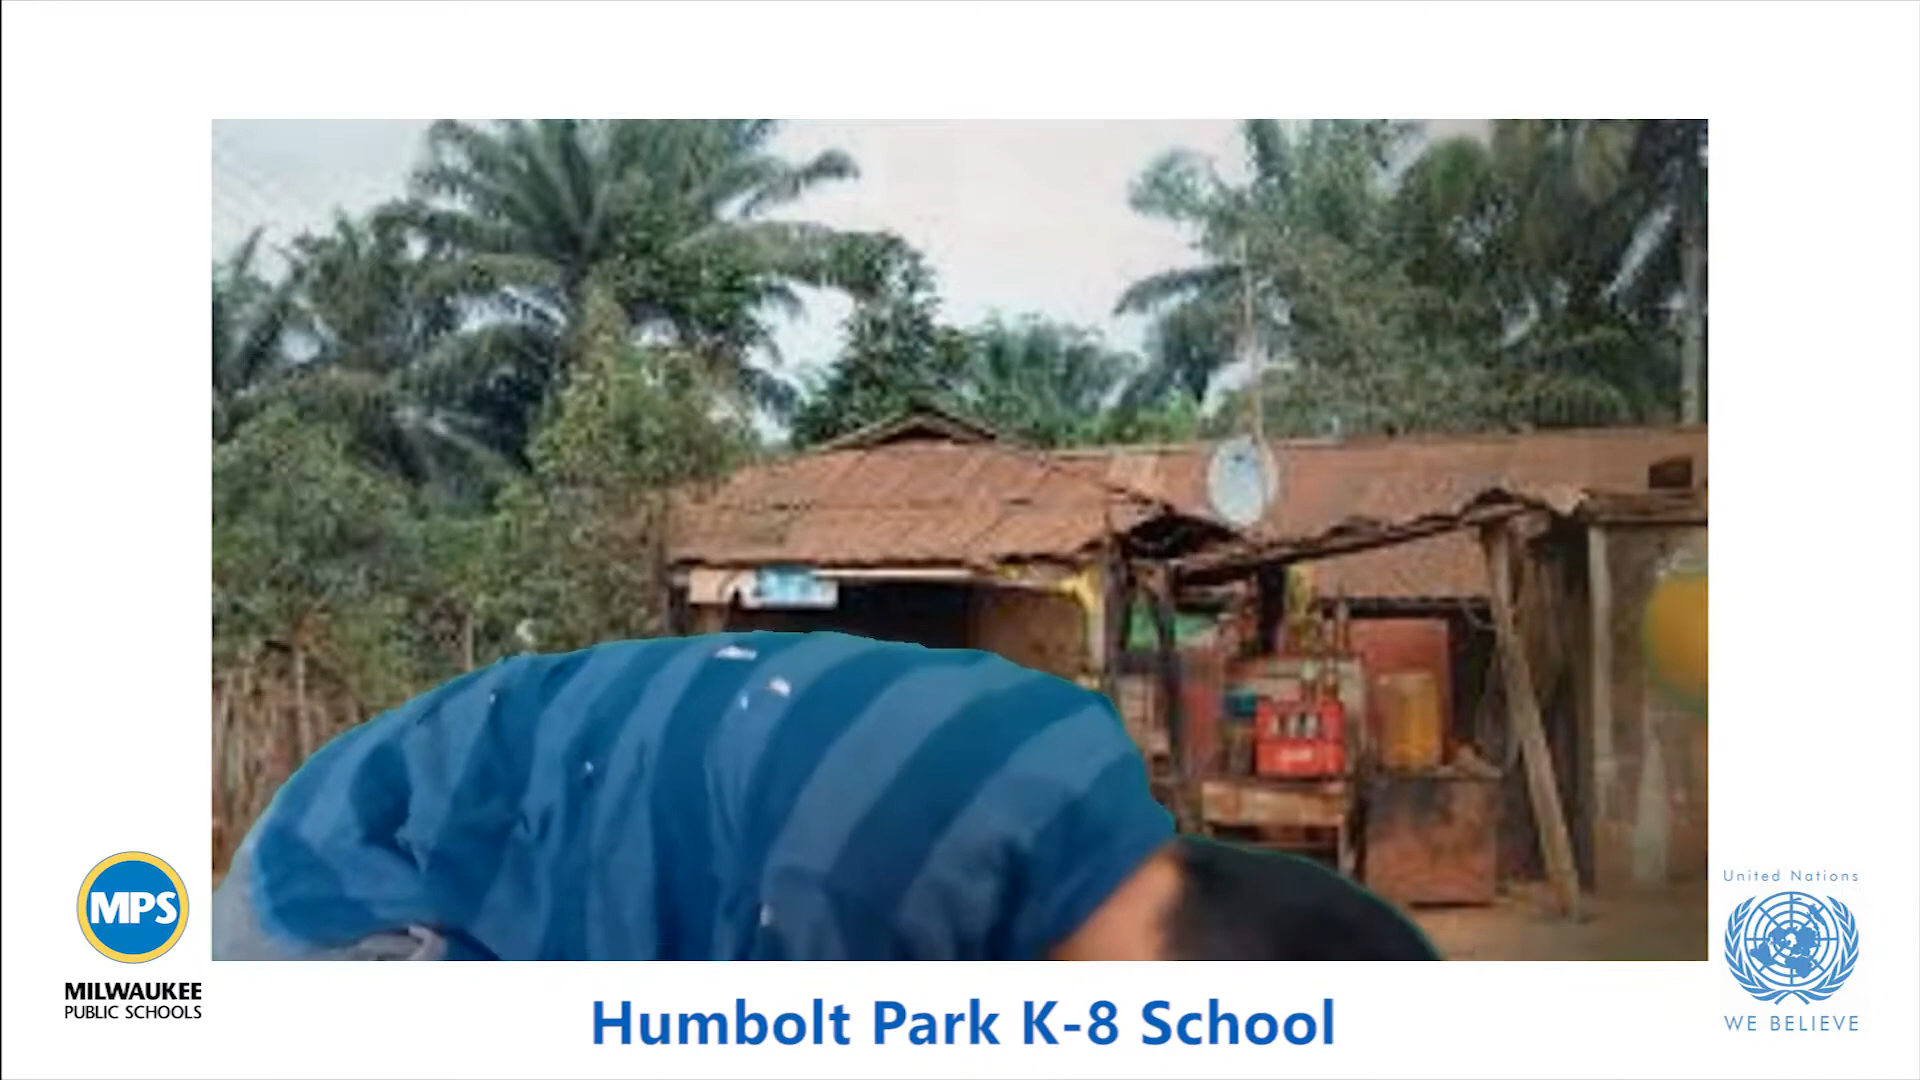 MPS
MILWAUKEE
PUBLIC SCHOOLS
Humbolt Park K-8 School
United Nations
WE BELIEVE